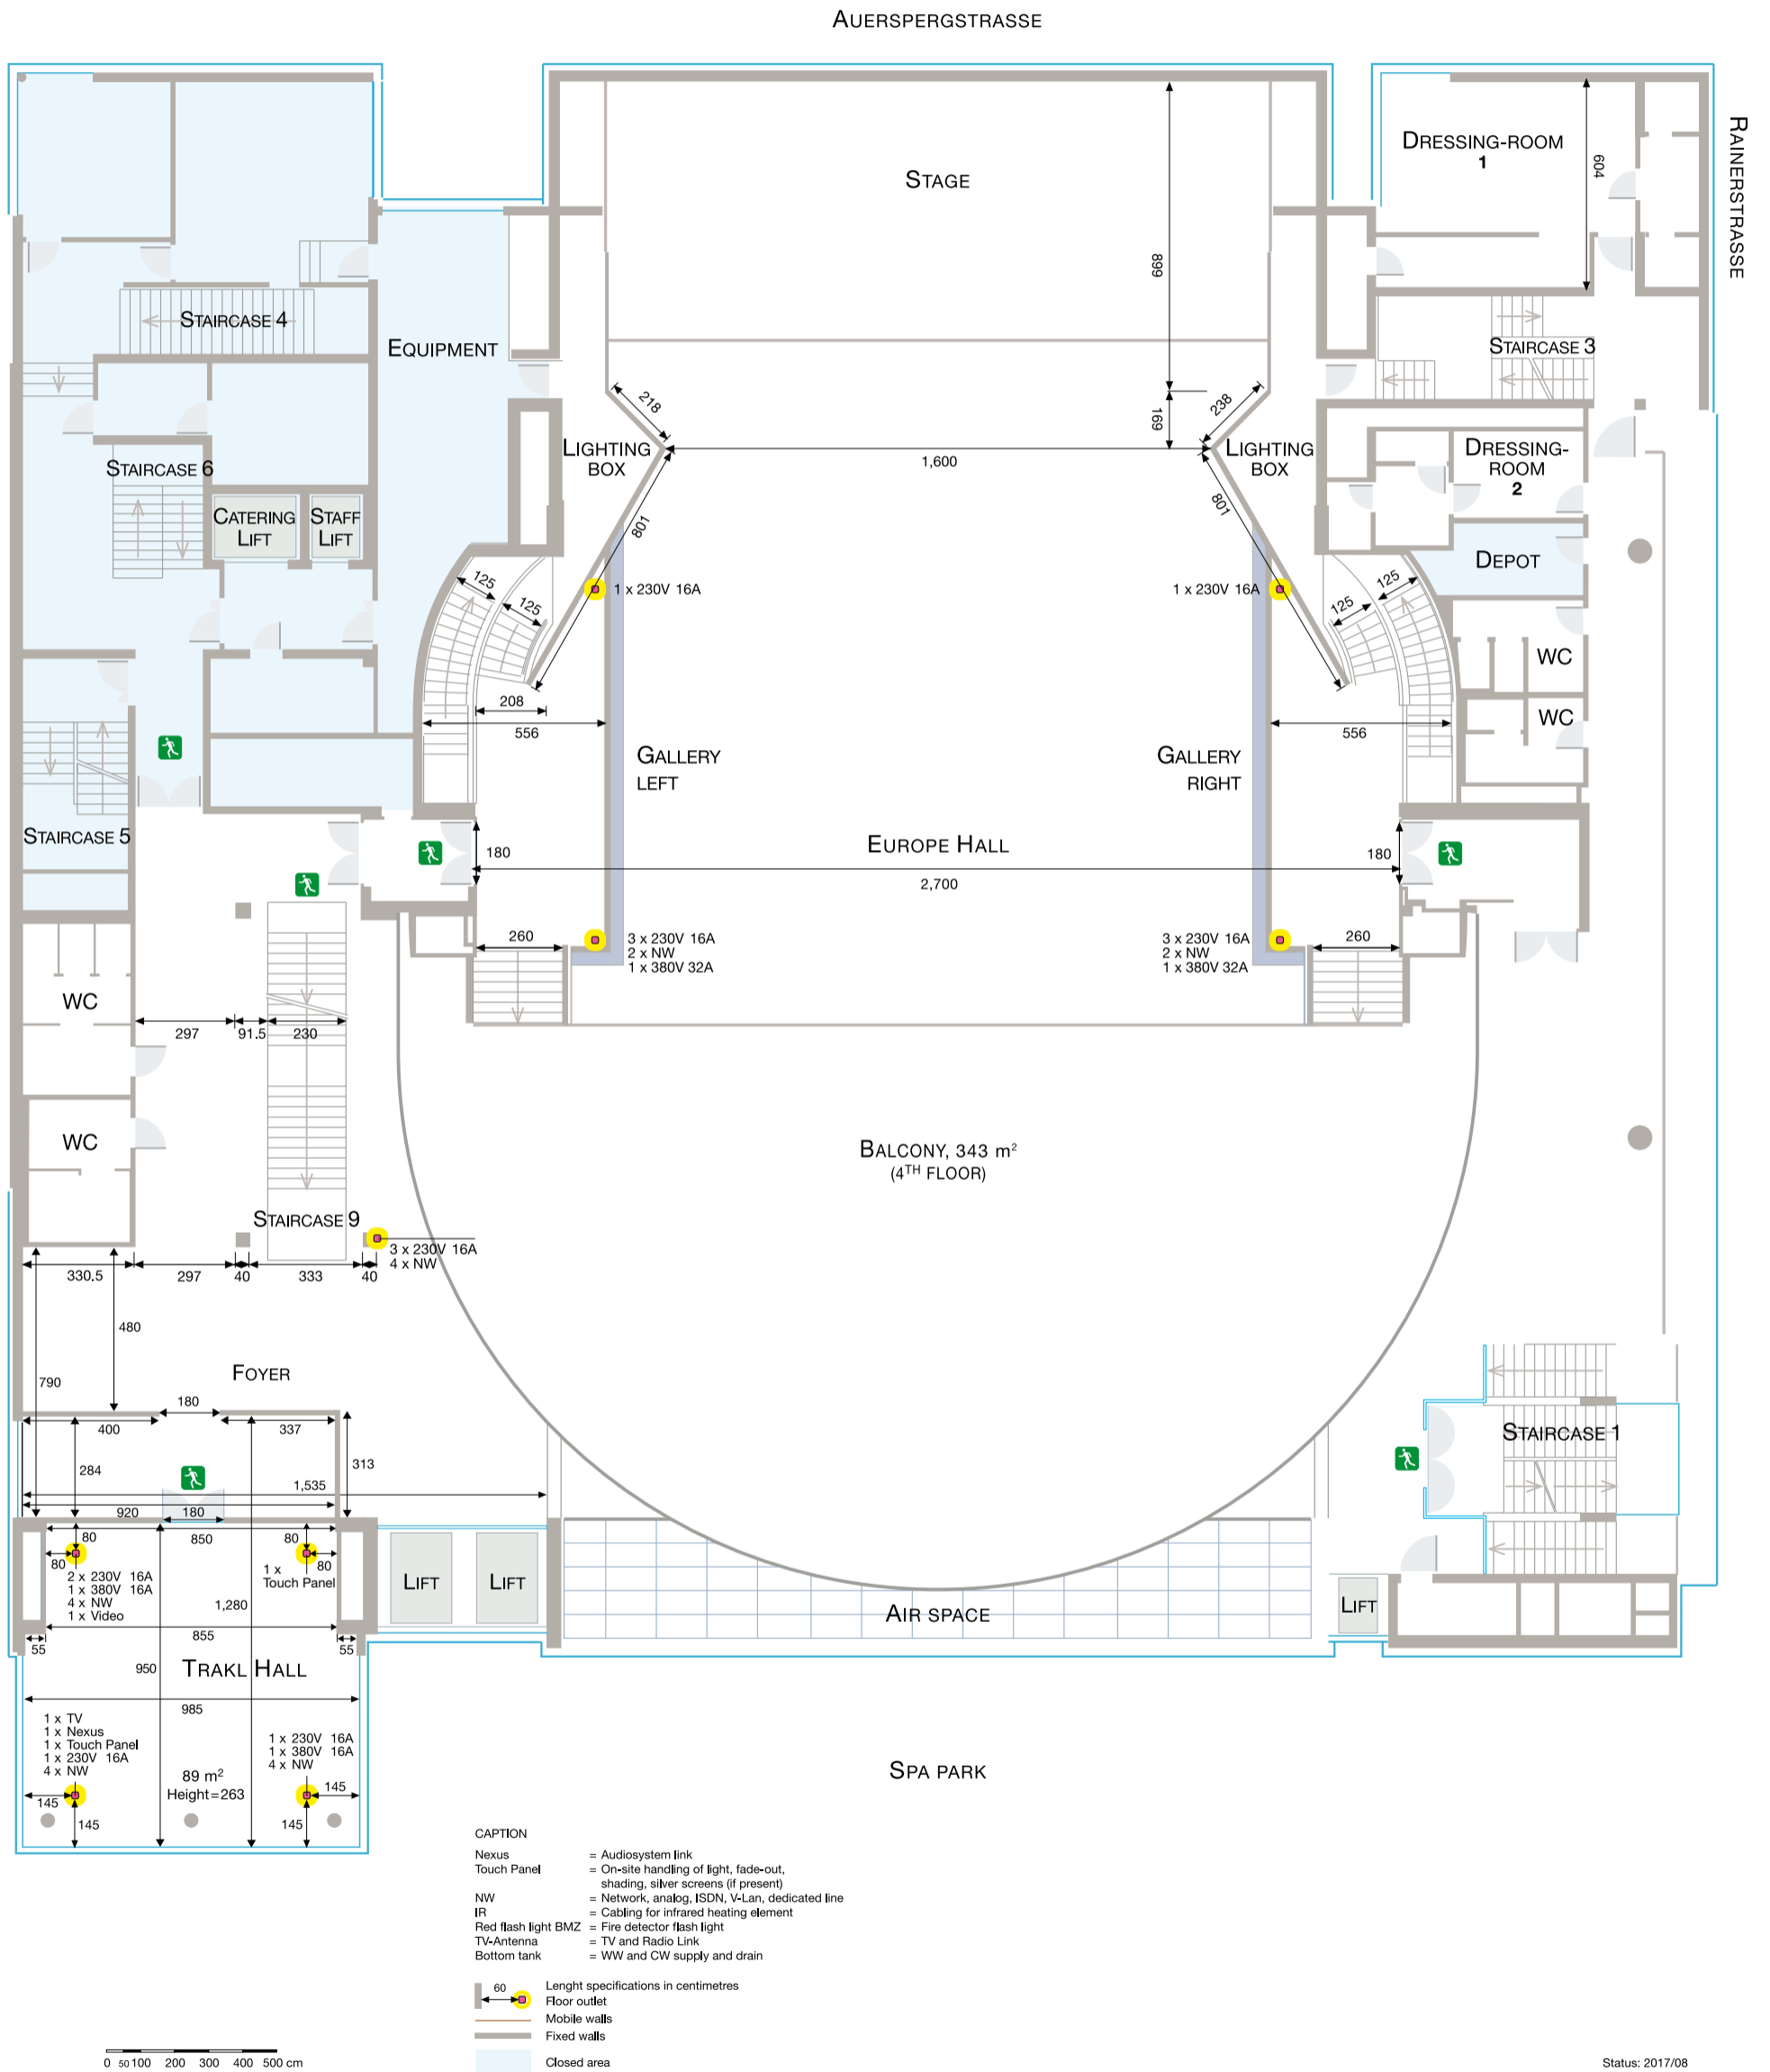 AUERSPERGSTRASSE
RAINERSTRASSE
DRESSING-ROOM
1
604
STAGE
899
STAIRCASE 4
EQUIPMENT
STAIRCASE 3
218
238
169
LIGHTING
BOX
1,600
LIGHTING
BOX
DRESSING-
ROOM
2
STAIRCASE 6
CATERING
LIFT
STAFF
LIFT
801
801
DEPOT
125
125
1 x 230V 16A
1 x 230V 16A
125
125
WC
208
556
556
WC
GALLERY
LEFT
GALLERY
RIGHT
STAIRCASE 5
EUROPE HALL
180
180
2,700
260
3 x 230V 16A
2 x NW
1 x 380V 32A
3 x 230V 16A
2 x NW
1 x 380V 32A
260
WC
297
91.5
230
WC
BALCONY, 343 m²
(4TH FLOOR)
STAIRCASE 9
3 x 230V 16A
4 x NW
330.5
297
40
333
40
480
790
FOYER
180
400
337
284
313
1,535
920
180
STAIRCASE 1
80
850
80
80
80
2 x 230V 16A
1 x 380V 16A
4 x NW
1 x Video
1 x
Touch Panel
1,280
855
55
55
LIFT
LIFT
AIR SPACE
LIFT
950
TRAKL HALL
985
1 x TV
1 x Nexus
1 x Touch Panel
1 x 230V 16A
4 x NW
1 x 230V 16A
1 x 380V 16A
4 x NW
89 m²
Height=263
145
145
145
145
SPA PARK
CAPTION
Nexus = Audiosystem link
Touch Panel = On-site handling of light, fade-out,
shading, silver screens (if present)
NW = Network, analog, ISDN, V-Lan, dedicated line
IR = Cabling for infrared heating element
Red flash light BMZ = Fire detector flash light
TV-Antenna = TV and Radio Link
Bottom tank = WW and CW supply and drain
60
Lenght specifications in centimetres
Floor outlet
Mobile walls
Fixed walls
Closed area
0 50 100 200 300 400 500 cm
Status: 2017/08